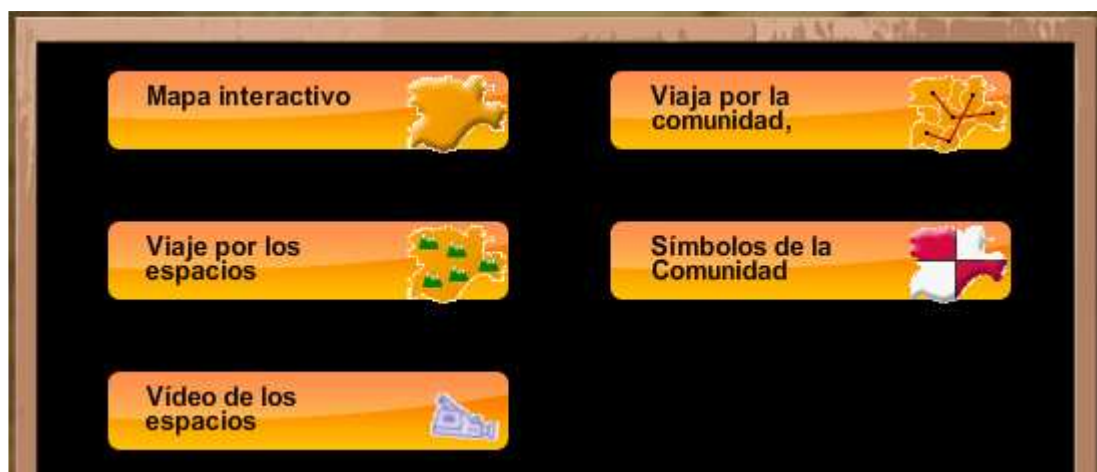 Mapa interactivo
Viaja por la
comunidad,
Viaje por los
espacios
Símbolos de la
Comunidad
Vídeo de los
espacios